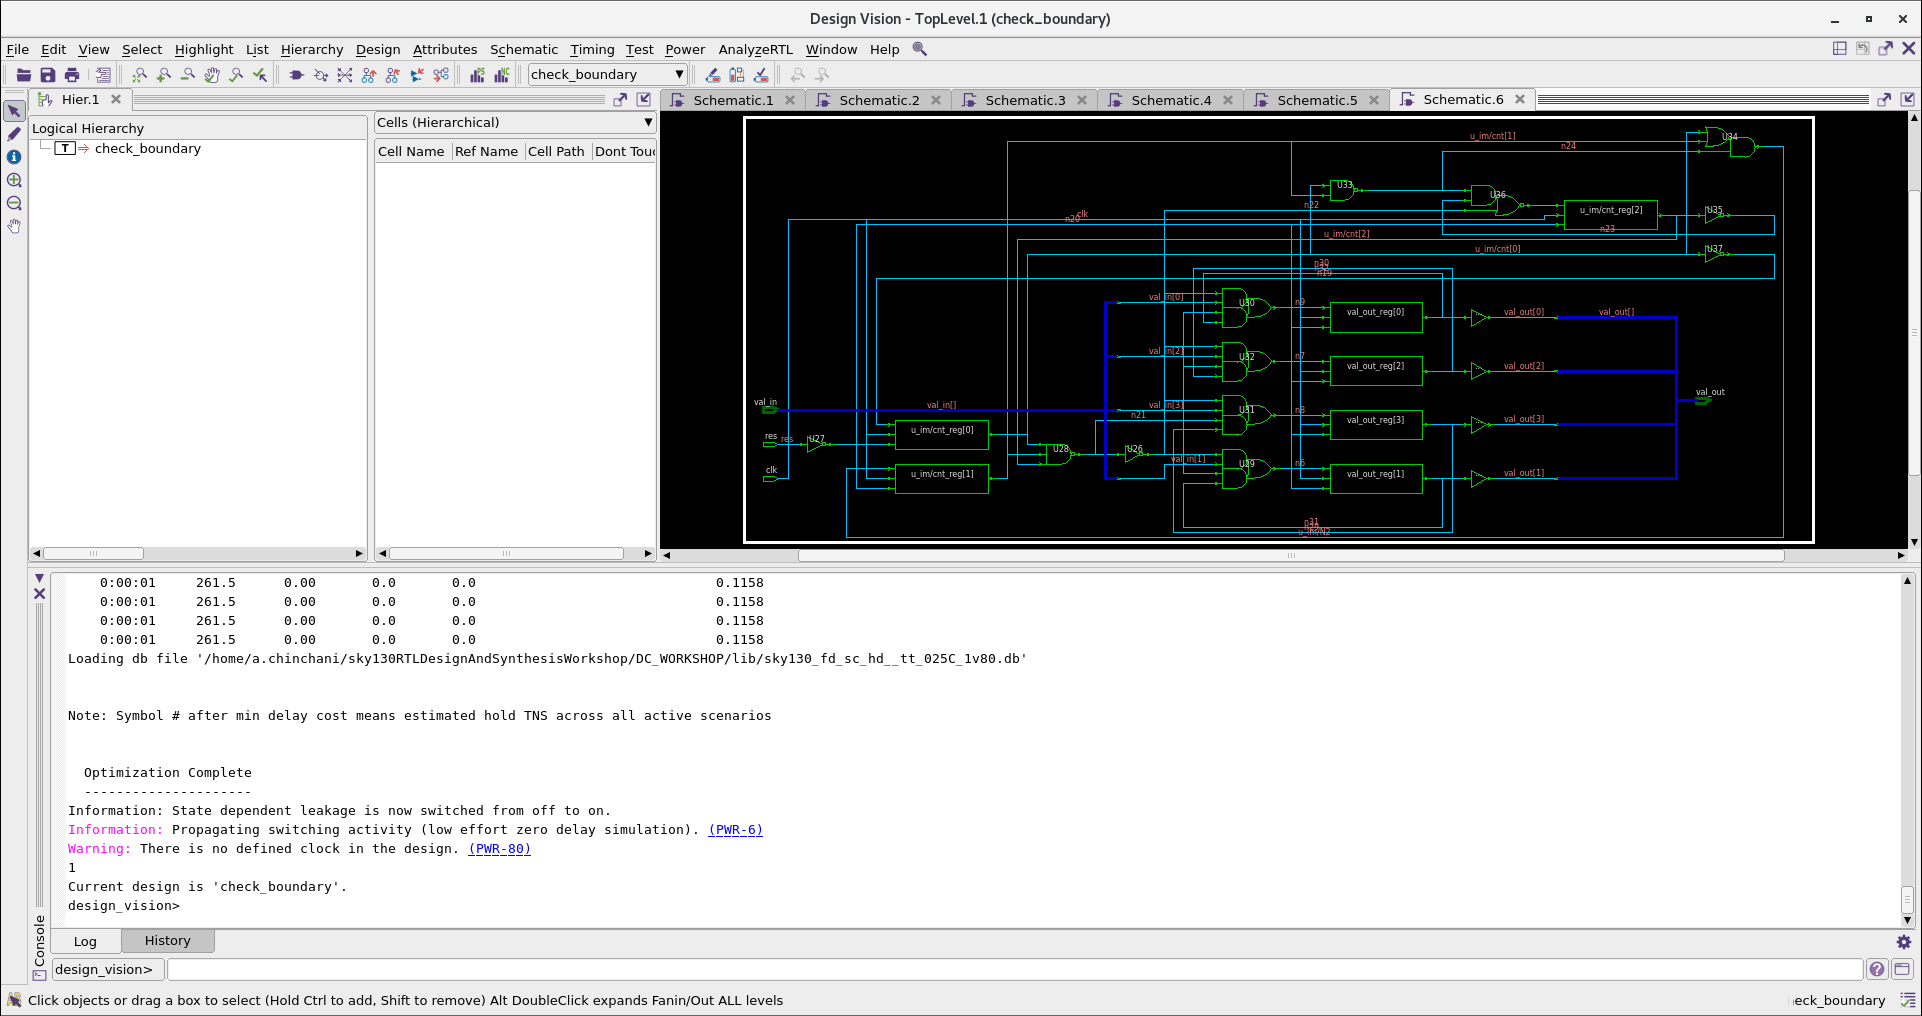 Design Vision - TopLevel.1 (check_boundary)
File Edit View Select Highlight List Hierarchy Design Attributes Schematic Timing Test Power AnalyzeRTL Window Help
check_boundary
Hier.1
Schematic.1 Schematic.2 Schematic.3 Schematic.4 Schematic.5 Schematic.6
Logical Hierarchy
T check_boundary
Cells (Hierarchical)
Cell Name Ref Name Cell Path Dont Touc
u_im/cnt[1]
U34
n24
U33
U36
n22
u_im/cnt_reg[2]
U35
clk
n20
n23
u_im/cnt[2]
u_im/cnt[0]
U37
n30
n19
val_in[0]
U30
n9
val_out_reg[0]
val_out[0]
val_out[]
val_in[2]
U32
n7
val_out_reg[2]
val_out[2]
val_out
val_in
val_in[]
val_in[3]
n21
U31
n8
val_out_reg[3]
val_out[3]
res
res
U27
u_im/cnt_reg[0]
U28
U26
val_in[1]
U29
n6
val_out_reg[1]
val_out[1]
clk
u_im/cnt_reg[1]
n31
u_im/N2
0:00:01 261.5 0.00 0.0 0.0 0.1158
0:00:01 261.5 0.00 0.0 0.0 0.1158
0:00:01 261.5 0.00 0.0 0.0 0.1158
0:00:01 261.5 0.00 0.0 0.0 0.1158
Loading db file '/home/a.chinchani/sky130RTLDesignAndSynthesisWorkshop/DC_WORKSHOP/lib/sky130_fd_sc_hd__tt_025C_1v80.db'
Note: Symbol # after min delay cost means estimated hold TNS across all active scenarios
Optimization Complete
---------------------
Information: State dependent leakage is now switched from off to on.
Information: Propagating switching activity (low effort zero delay simulation). (PWR-6)
Warning: There is no defined clock in the design. (PWR-80)
1
Current design is 'check_boundary'.
design_vision>
Console
Log History
design_vision>
Click objects or drag a box to select (Hold Ctrl to add, Shift to remove) Alt DoubleClick expands Fanin/Out ALL levels
eck_boundary